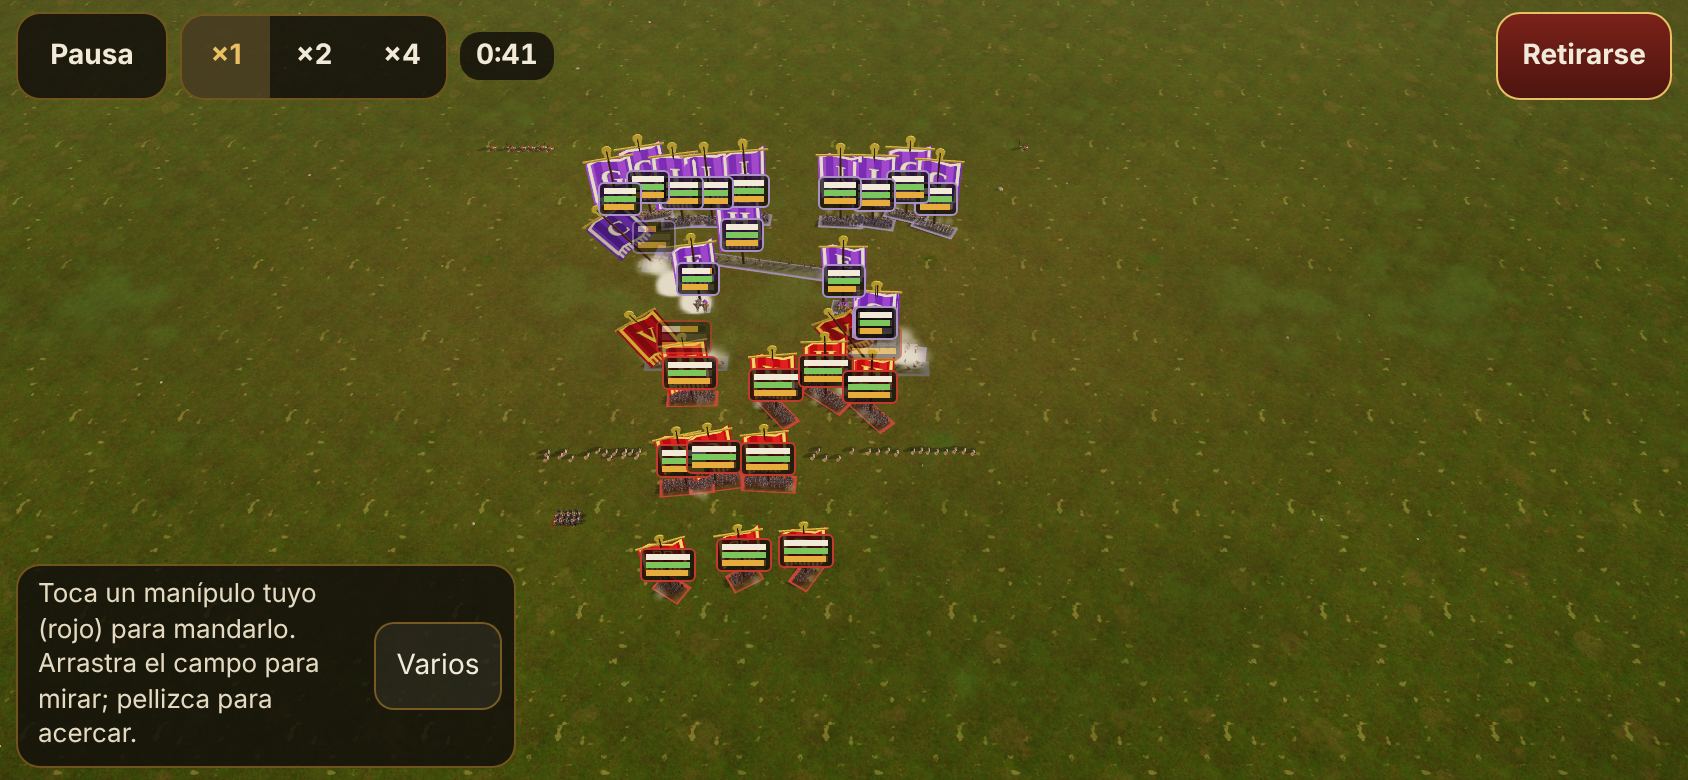 Pausa
×1
×2
×4
0:41
Retirarse
C
V
Toca un manípulo tuyo
(rojo) para mandarlo.
Arrastra el campo para
mirar; pellizca para
acercar.
Varios